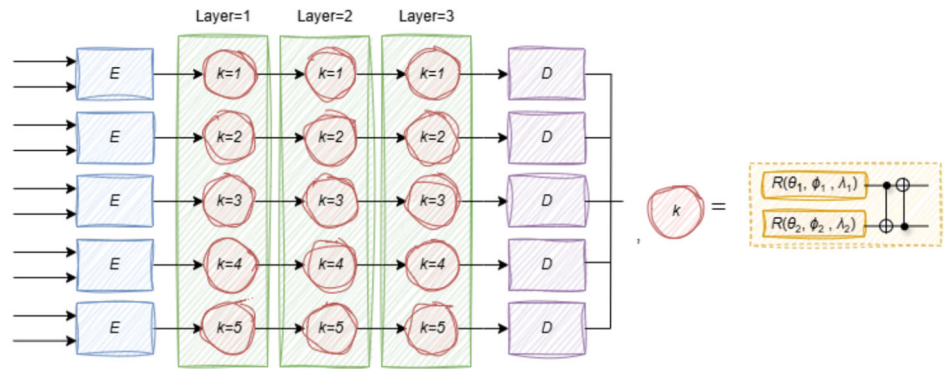 Layer=1 Layer=2 Layer=3
E k=1 k=1 k=1 D
E k=2 k=2 k=2 D
E k=3 k=3 k=3 D
E k=4 k=4 k=4 D
E k=5 k=5 k=5 D
, k =
R(θ₁, ϕ₁ , λ₁)
R(θ₂, ϕ₂ , λ₂)